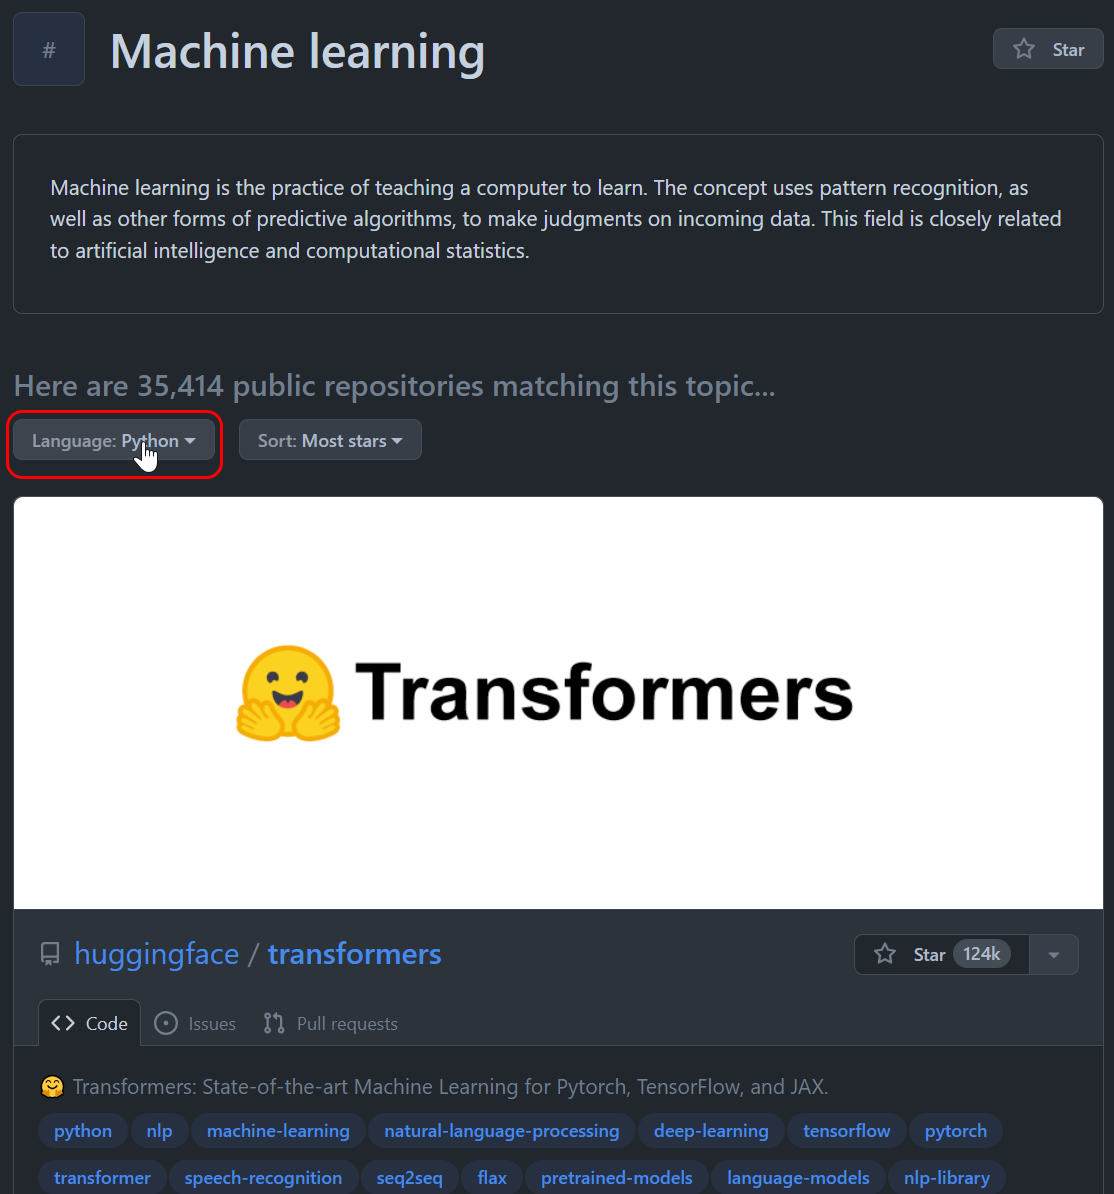 #
Machine learning
Star
Machine learning is the practice of teaching a computer to learn. The concept uses pattern recognition, as
well as other forms of predictive algorithms, to make judgments on incoming data. This field is closely related
to artificial intelligence and computational statistics.
Here are 35,414 public repositories matching this topic...
Language: Python
Sort: Most stars
Transformers
huggingface / transformers
Star 124k
Code
Issues
Pull requests
🤗 Transformers: State-of-the-art Machine Learning for Pytorch, TensorFlow, and JAX.
python nlp machine-learning natural-language-processing deep-learning tensorflow pytorch
transformer speech-recognition seq2seq flax pretrained-models language-models nlp-library